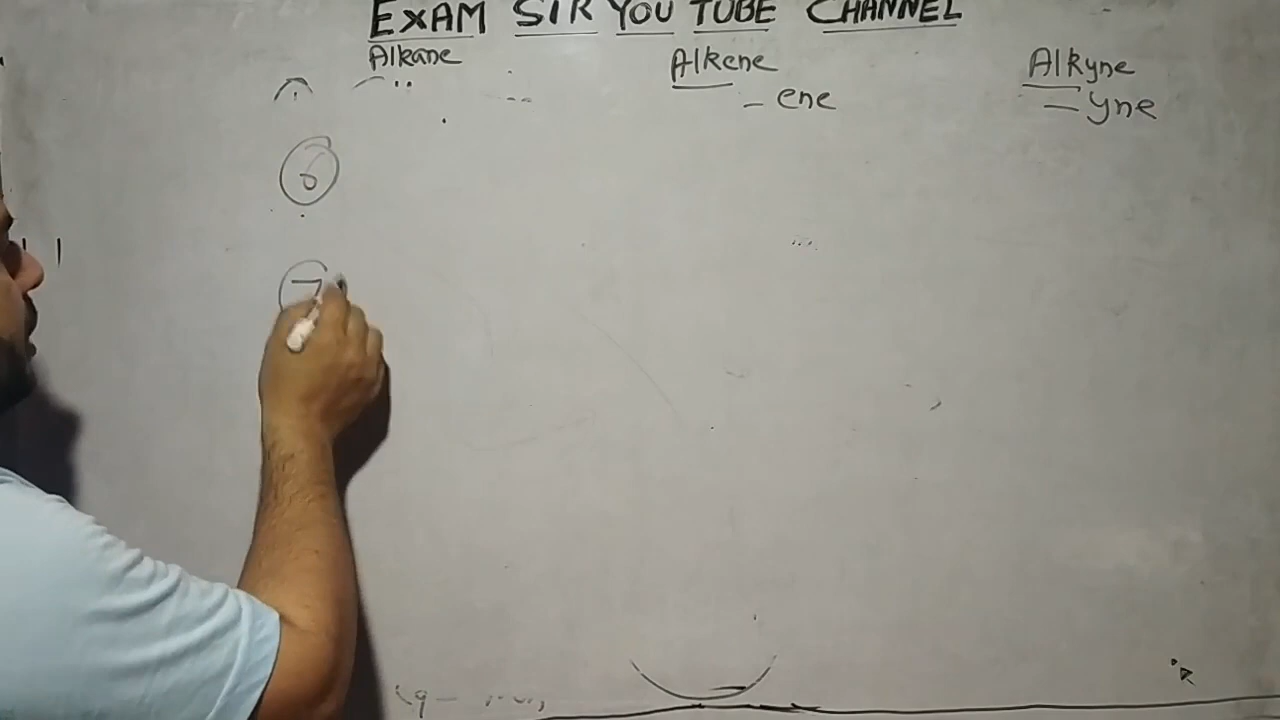 EXAM SIR YOU TUBE CHANNEL
Alkane Alkene Alkyne
- ene - yne
6
7